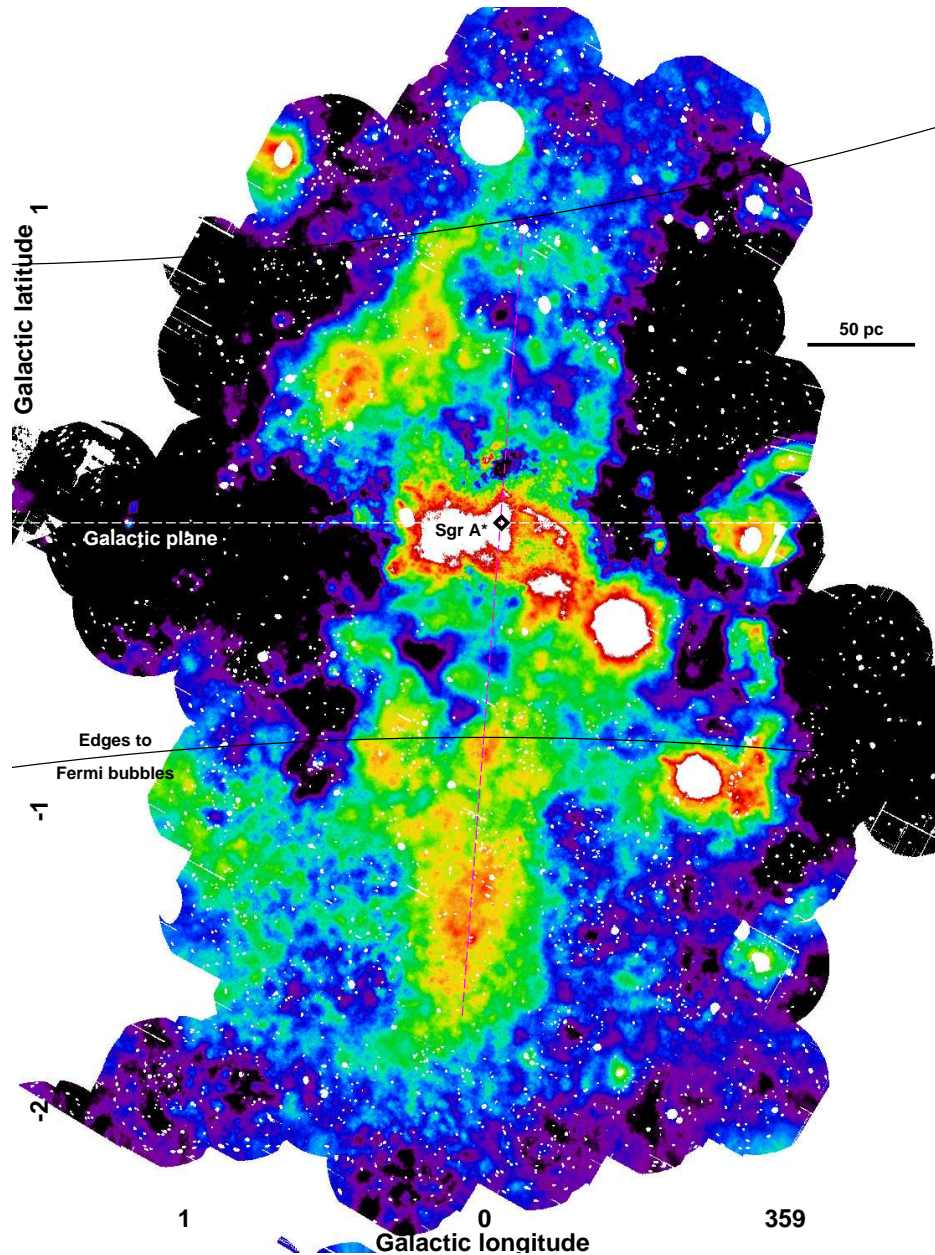 1
Galactic latitude
50 pc
Sgr A*
Galactic plane
Edges to
Fermi bubbles
-1
-2
1 0 359
Galactic longitude